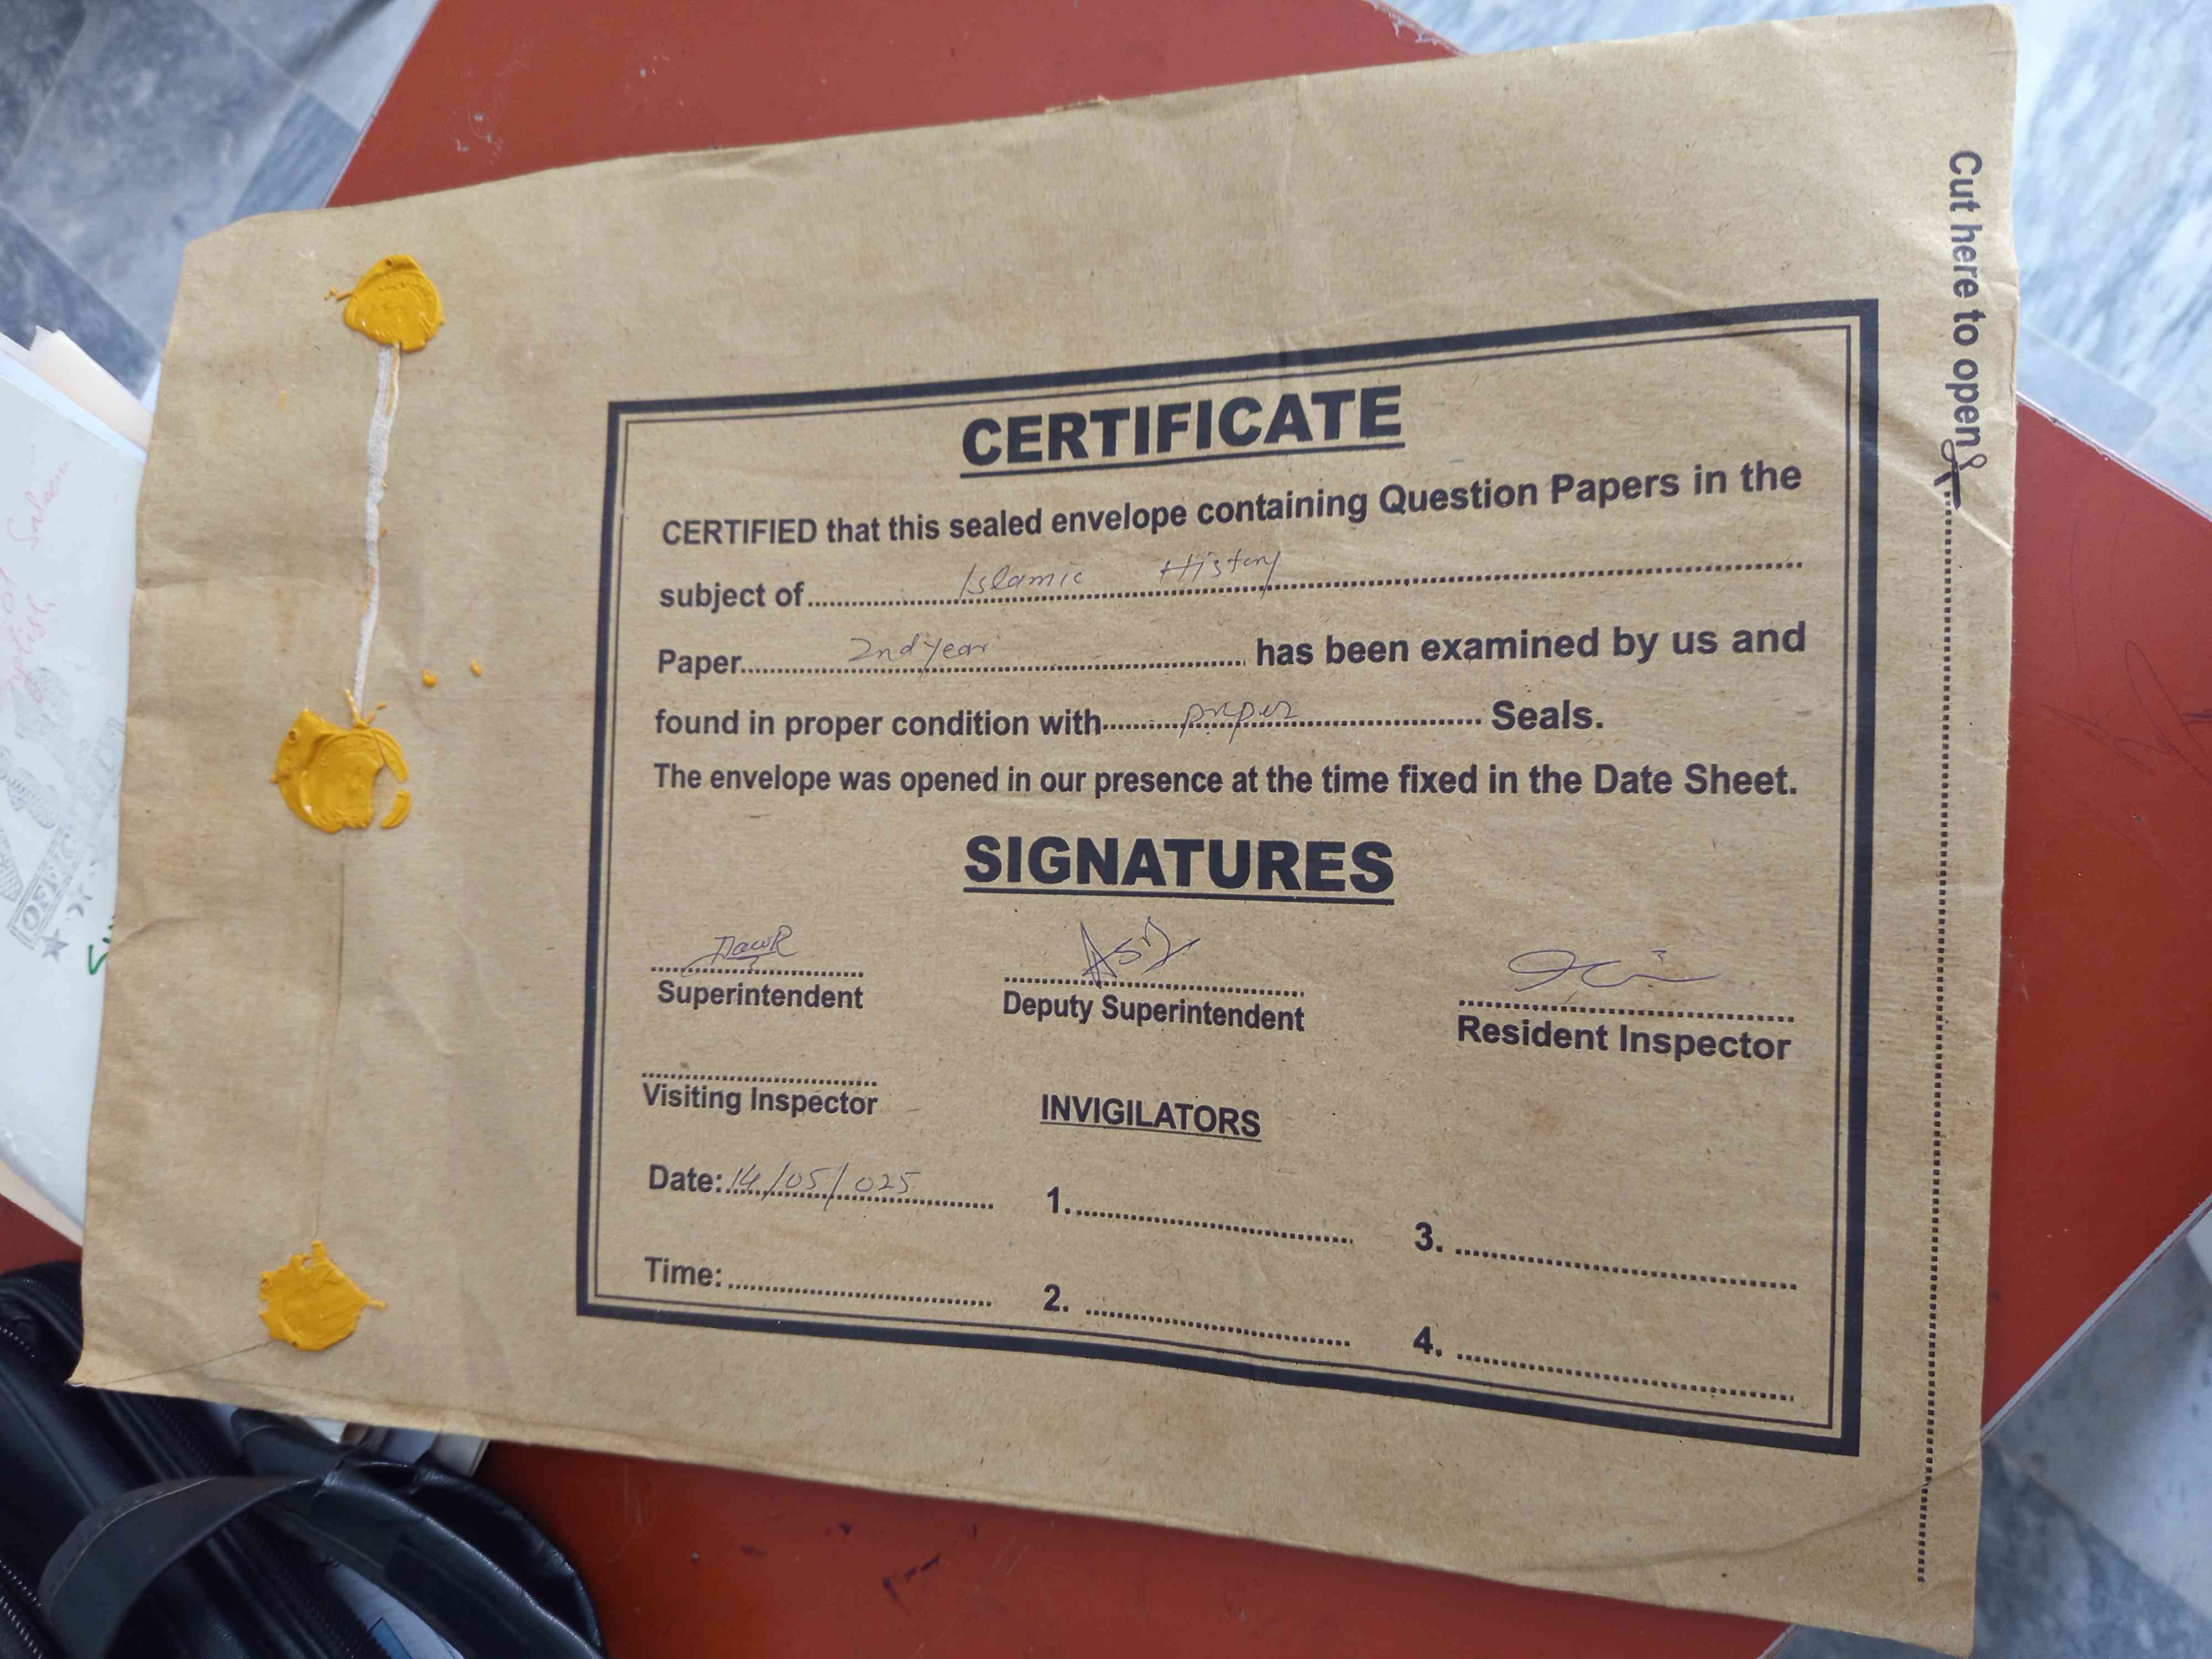 Cut here to open
CERTIFICATE
CERTIFIED that this sealed envelope containing Question Papers in the
subject of Islamic History
Paper 2nd year has been examined by us and
found in proper condition with proper Seals.
The envelope was opened in our presence at the time fixed in the Date Sheet.
SIGNATURES
Superintendent Deputy Superintendent Resident Inspector
Visiting Inspector INVIGILATORS
Date: 14/05/025 1. 3.
Time: 2. 4.